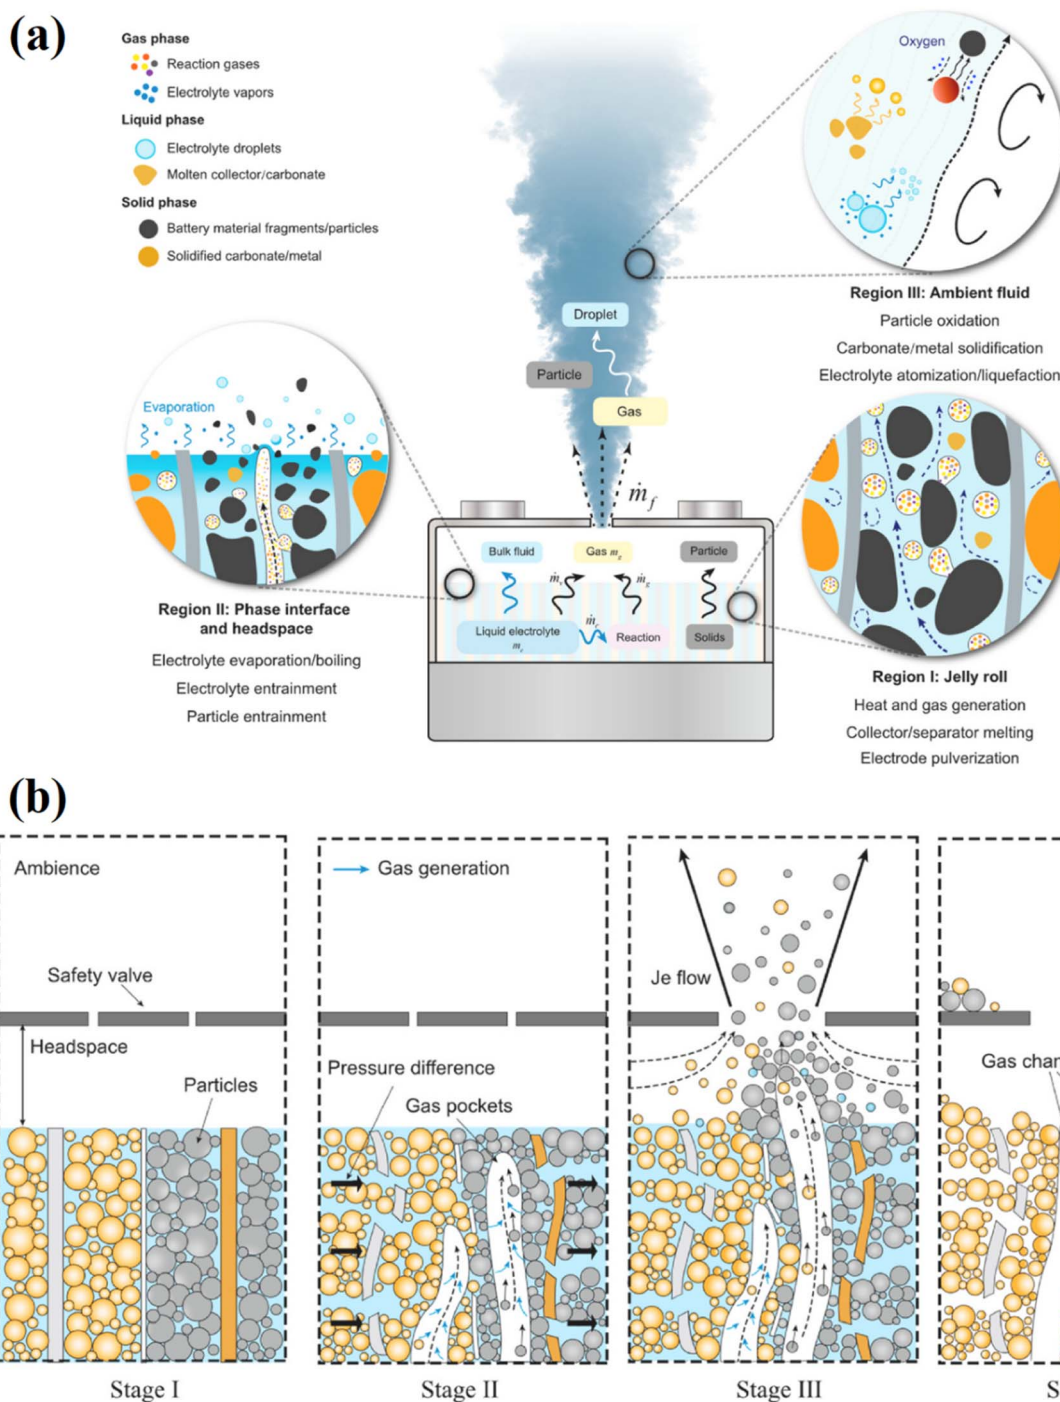 (a)
Gas phase
Reaction gases
Electrolyte vapors
Liquid phase
Electrolyte droplets
Molten collector/carbonate
Solid phase
Battery material fragments/particles
Solidified carbonate/metal
Oxygen
Region III: Ambient fluid
Particle oxidation
Carbonate/metal solidification
Electrolyte atomization/liquefaction
Droplet
Particle
Gas
ṁf
Evaporation
Region II: Phase interface
and headspace
Electrolyte evaporation/boiling
Electrolyte entrainment
Particle entrainment
Bulk fluid
Gas mg
Particle
ṁg
Liquid electrolyte
Reaction
Solids
Region I: Jelly roll
Heat and gas generation
Collector/separator melting
Electrode pulverization
(b)
Ambience
Safety valve
Headspace
Particles
Stage I
Gas generation
Pressure difference
Gas pockets
Stage II
Je flow
Stage III
Gas char
S